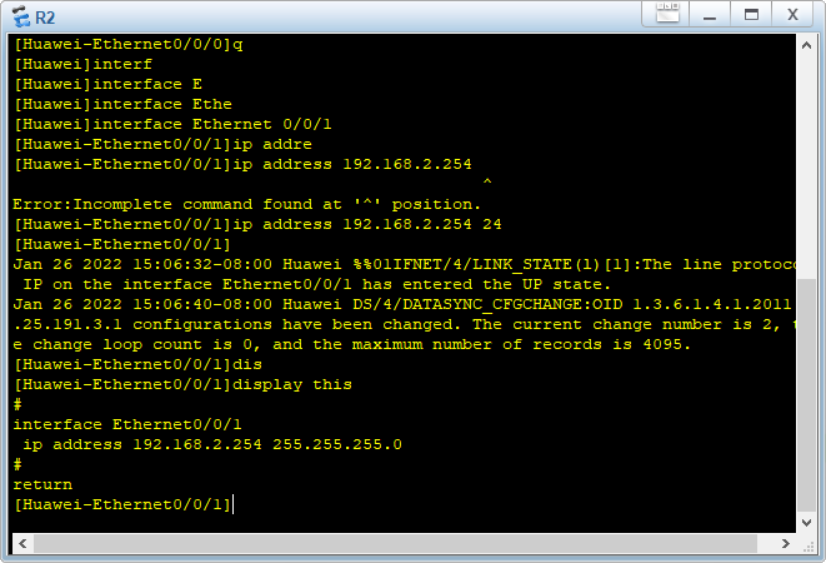 R2
[Huawei-Ethernet0/0/0]q
[Huawei]interf
[Huawei]interface E
[Huawei]interface Ethe
[Huawei]interface Ethernet 0/0/1
[Huawei-Ethernet0/0/1]ip addre
[Huawei-Ethernet0/0/1]ip address 192.168.2.254
^
Error:Incomplete command found at '^' position.
[Huawei-Ethernet0/0/1]ip address 192.168.2.254 24
[Huawei-Ethernet0/0/1]
Jan 26 2022 15:06:32-08:00 Huawei %%01IFNET/4/LINK_STATE(l)[1]:The line protoco
IP on the interface Ethernet0/0/1 has entered the UP state.
Jan 26 2022 15:06:40-08:00 Huawei DS/4/DATASYNC_CFGCHANGE:OID 1.3.6.1.4.1.2011
.25.191.3.1 configurations have been changed. The current change number is 2, t
e change loop count is 0, and the maximum number of records is 4095.
[Huawei-Ethernet0/0/1]dis
[Huawei-Ethernet0/0/1]display this
#
interface Ethernet0/0/1
ip address 192.168.2.254 255.255.255.0
#
return
[Huawei-Ethernet0/0/1]